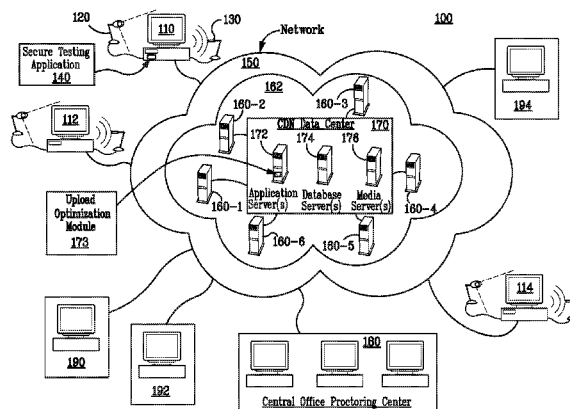 120
110
130
Network
100
Secure Testing
Application
140
150
162
160-2
160-3
194
CDN Data Center
170
172
174
176
112
Application
Server(s)
Database
Server(s)
Media
Server(s)
160-4
160-1
Upload
Optimization
Module
173
160-6
160-5
114
190
192
180
Central Office Proctoring Center